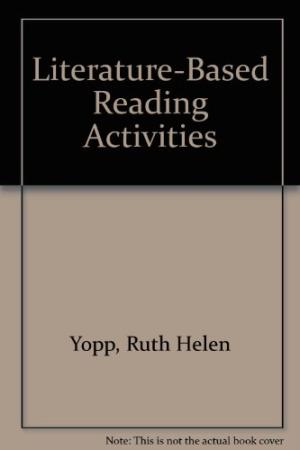 Literature-Based
Reading
Activities
Yopp, Ruth Helen
Note: This is not the actual book cover